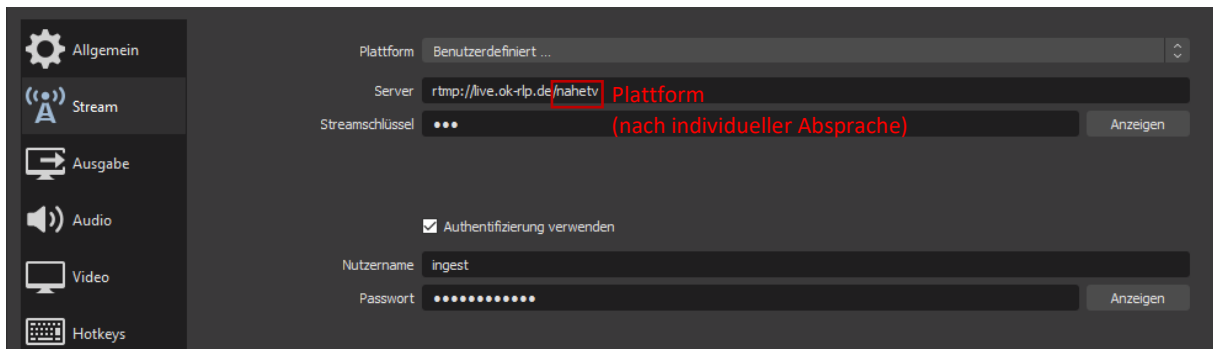 Allgemein
Stream
Ausgabe
Audio
Video
Hotkeys
Plattform Benutzerdefiniert ...
Server rtmp://live.ok-rlp.de/nahetv Plattform
Streamschlüssel ●●● (nach individueller Absprache) Anzeigen
Authentifizierung verwenden
Nutzername ingest
Passwort ●●●●●●●●●●●● Anzeigen